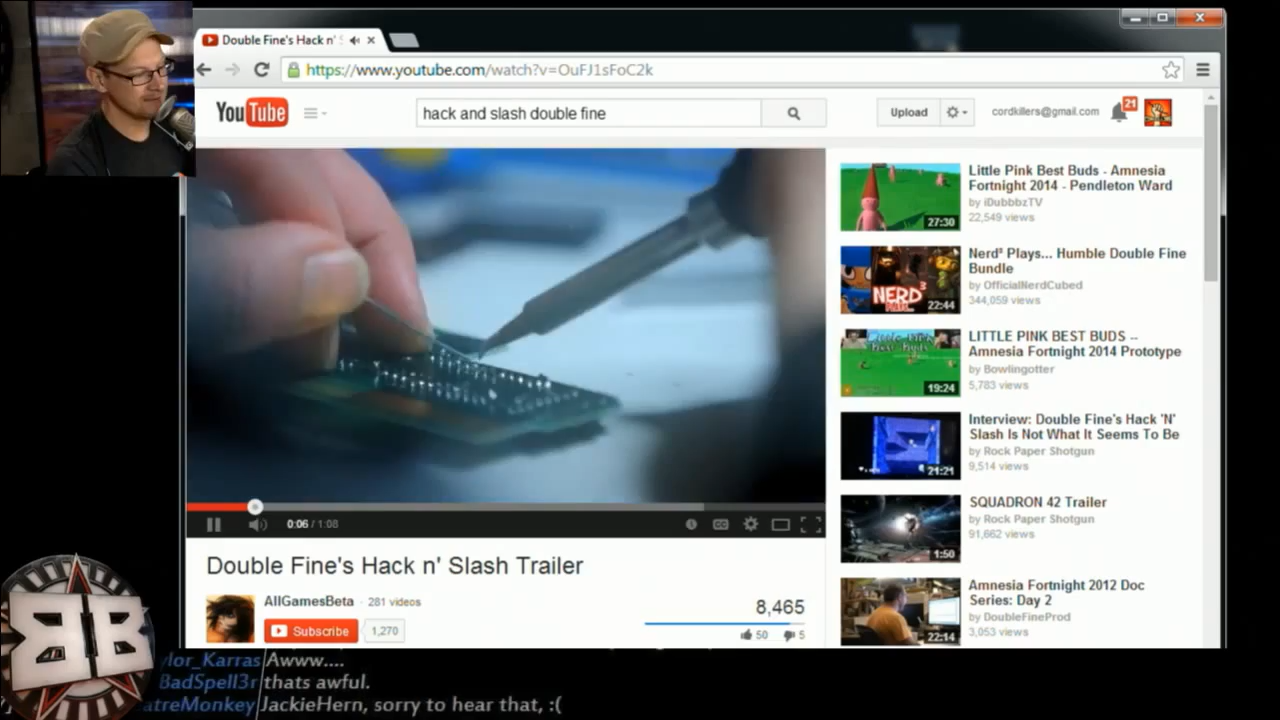 Double Fine's Hack n'
https://www.youtube.com/watch?v=OuFJ1sFoC2k
YouTube
hack and slash double fine
Upload
cordkillers@gmail.com
21
Little Pink Best Buds - Amnesia
Fortnight 2014 - Pendleton Ward
by iDubbbzTV
22,549 views
27:30
Nerd³ Plays... Humble Double Fine
Bundle
by OfficialNerdCubed
344,059 views
NERD³
22:44
LITTLE PINK BEST BUDS --
Amnesia Fortnight 2014 Prototype
by Bowlingotter
5,783 views
19:24
Interview: Double Fine's Hack 'N'
Slash Is Not What It Seems To Be
by Rock Paper Shotgun
9,514 views
21:21
SQUADRON 42 Trailer
by Rock Paper Shotgun
91,662 views
1:50
Amnesia Fortnight 2012 Doc
Series: Day 2
by DoubleFineProd
3,053 views
22:14
0:06 / 1:08
Double Fine's Hack n' Slash Trailer
AllGamesBeta · 281 videos
Subscribe 1,270
8,465
50 5
BB
ylor_Karras Awww....
BadSpell3r thats awful.
atreMonkey JackieHern, sorry to hear that, :(